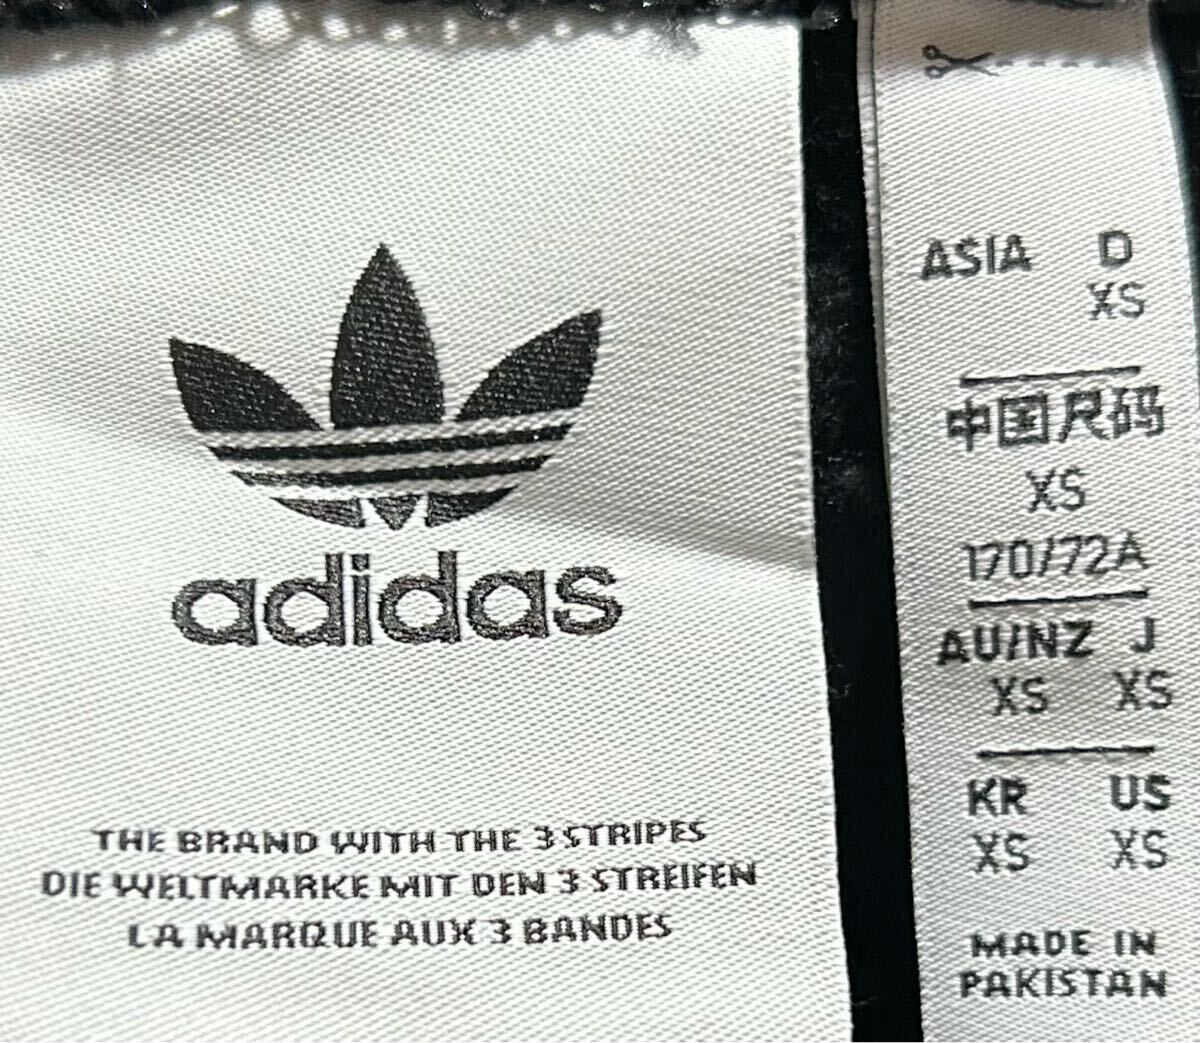 adidas
THE BRAND WITH THE 3 STRIPES
DIE WELTMARKE MIT DEN 3 STREIFEN
LA MARQUE AUX 3 BANDES
ASIA D
XS
中国尺码
XS
170/72A
AU/NZ J
XS XS
KR US
XS XS
MADE IN
PAKISTAN